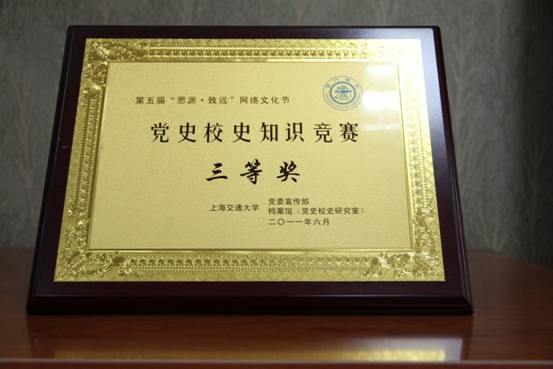 第五届“思源·致远”网络文化节
党史校史知识竞赛
三等奖
上海交通大学
党委宣传部
档案馆（党史校史研究室）
二〇一一年六月